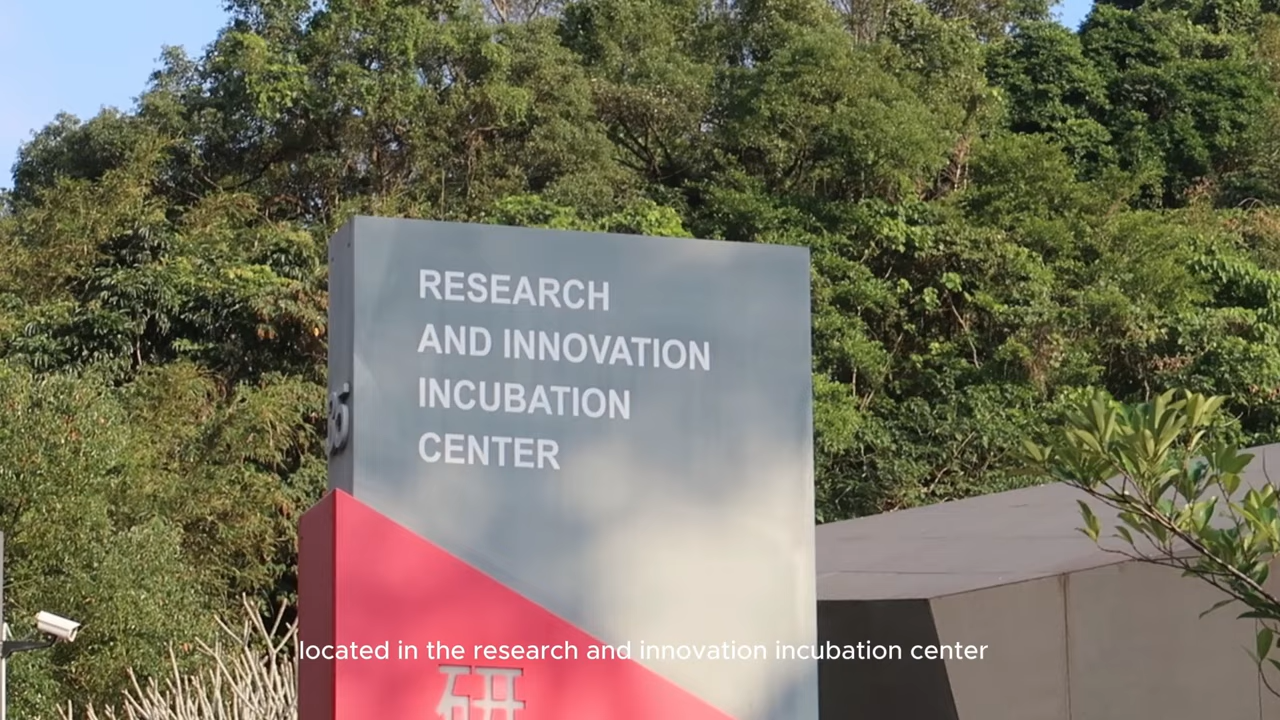 RESEARCH
AND INNOVATION
INCUBATION
CENTER
located in the research and innovation incubation center
研